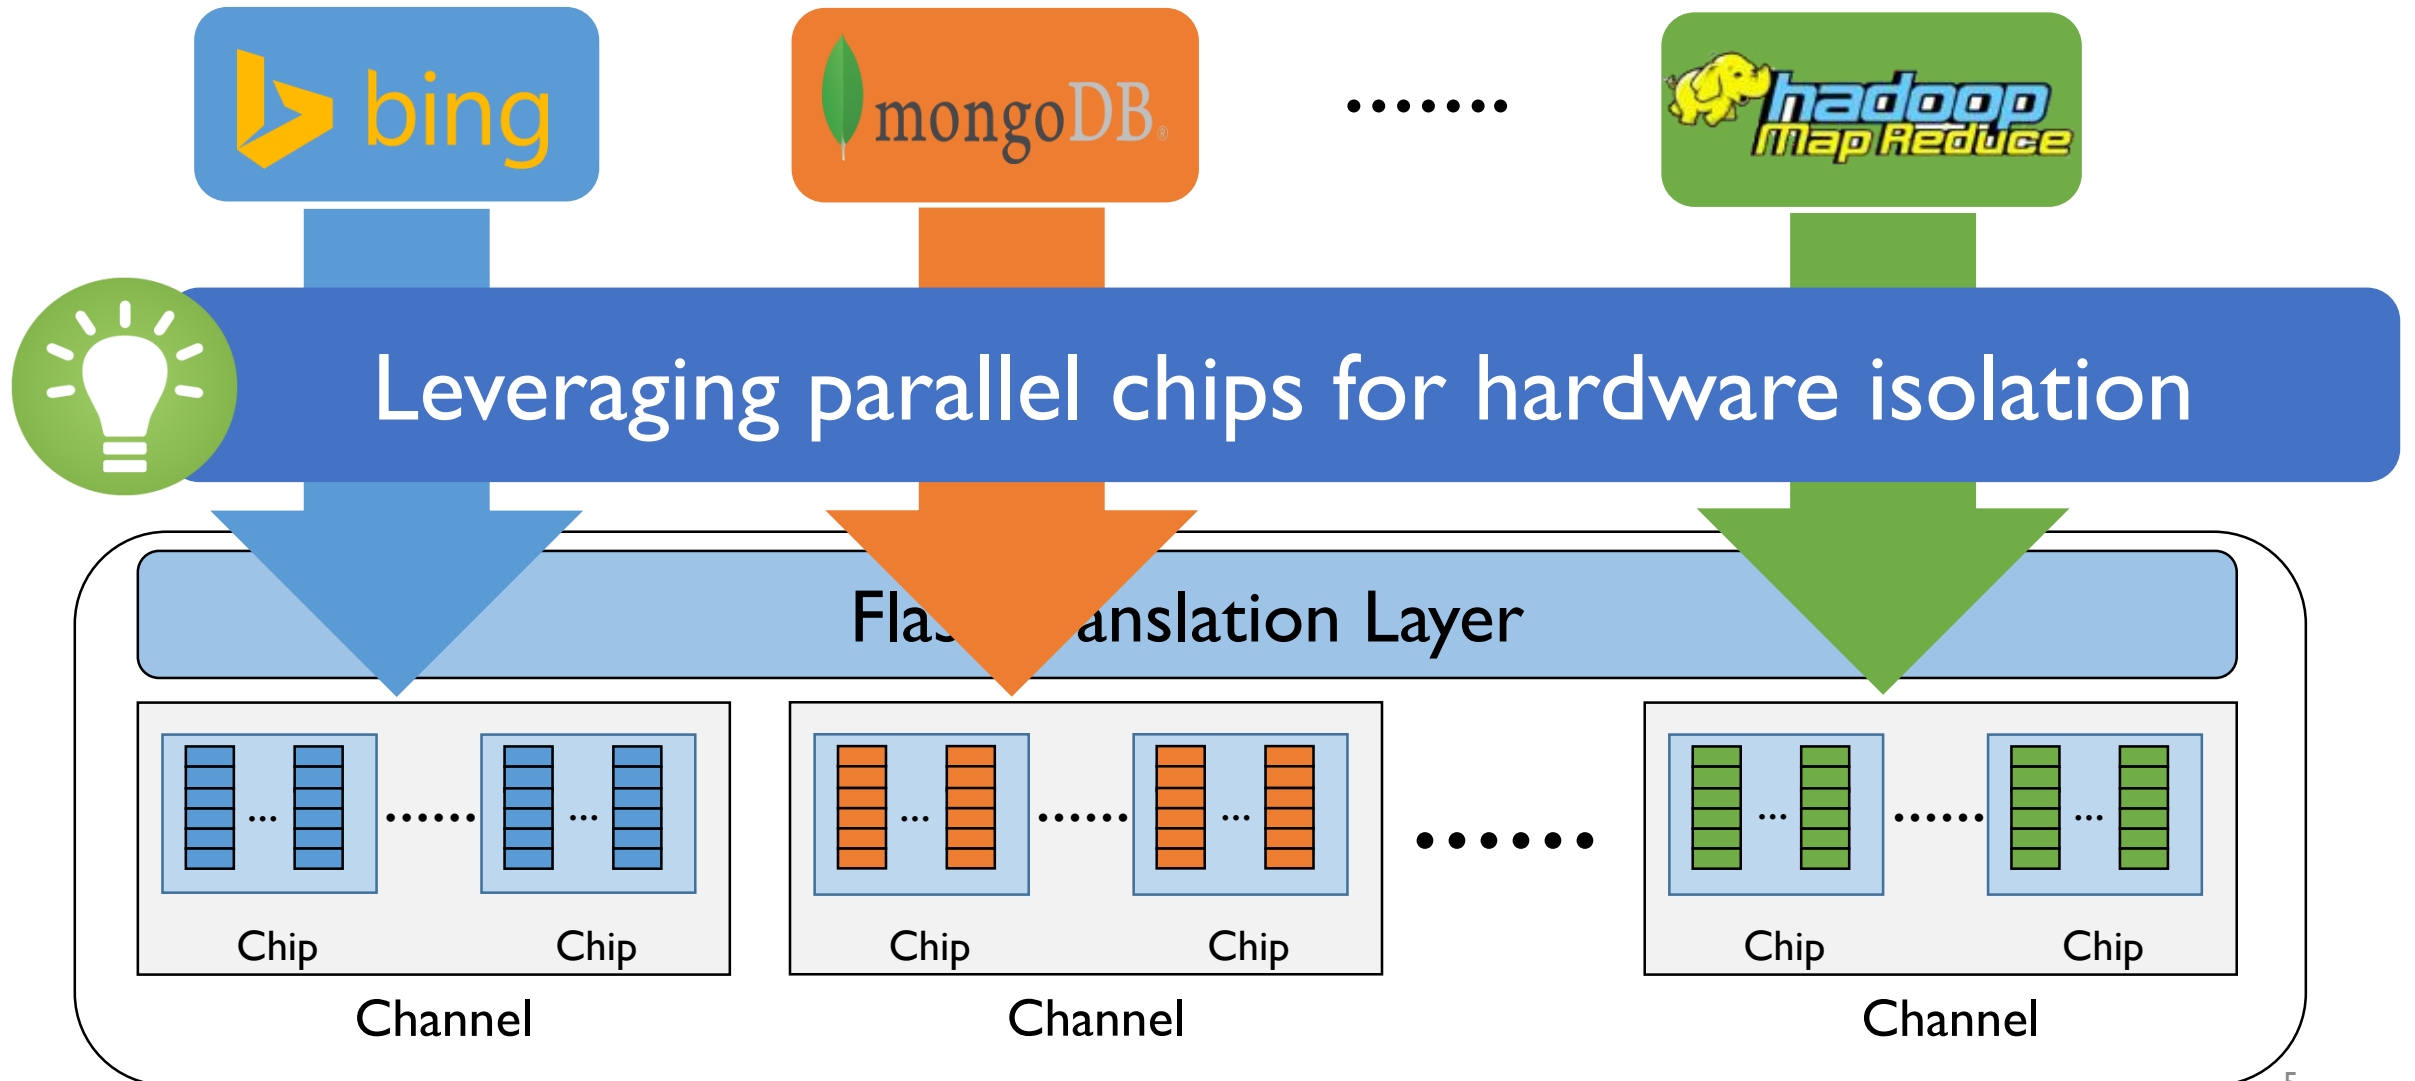 bing
mongoDB®
.......
hadoop
Map Reduce
Leveraging parallel chips for hardware isolation
Flas anslation Layer
... ...... ...
... ...... ...
......
... ...... ...
Chip Chip
Chip Chip
Chip Chip
Channel
Channel
Channel